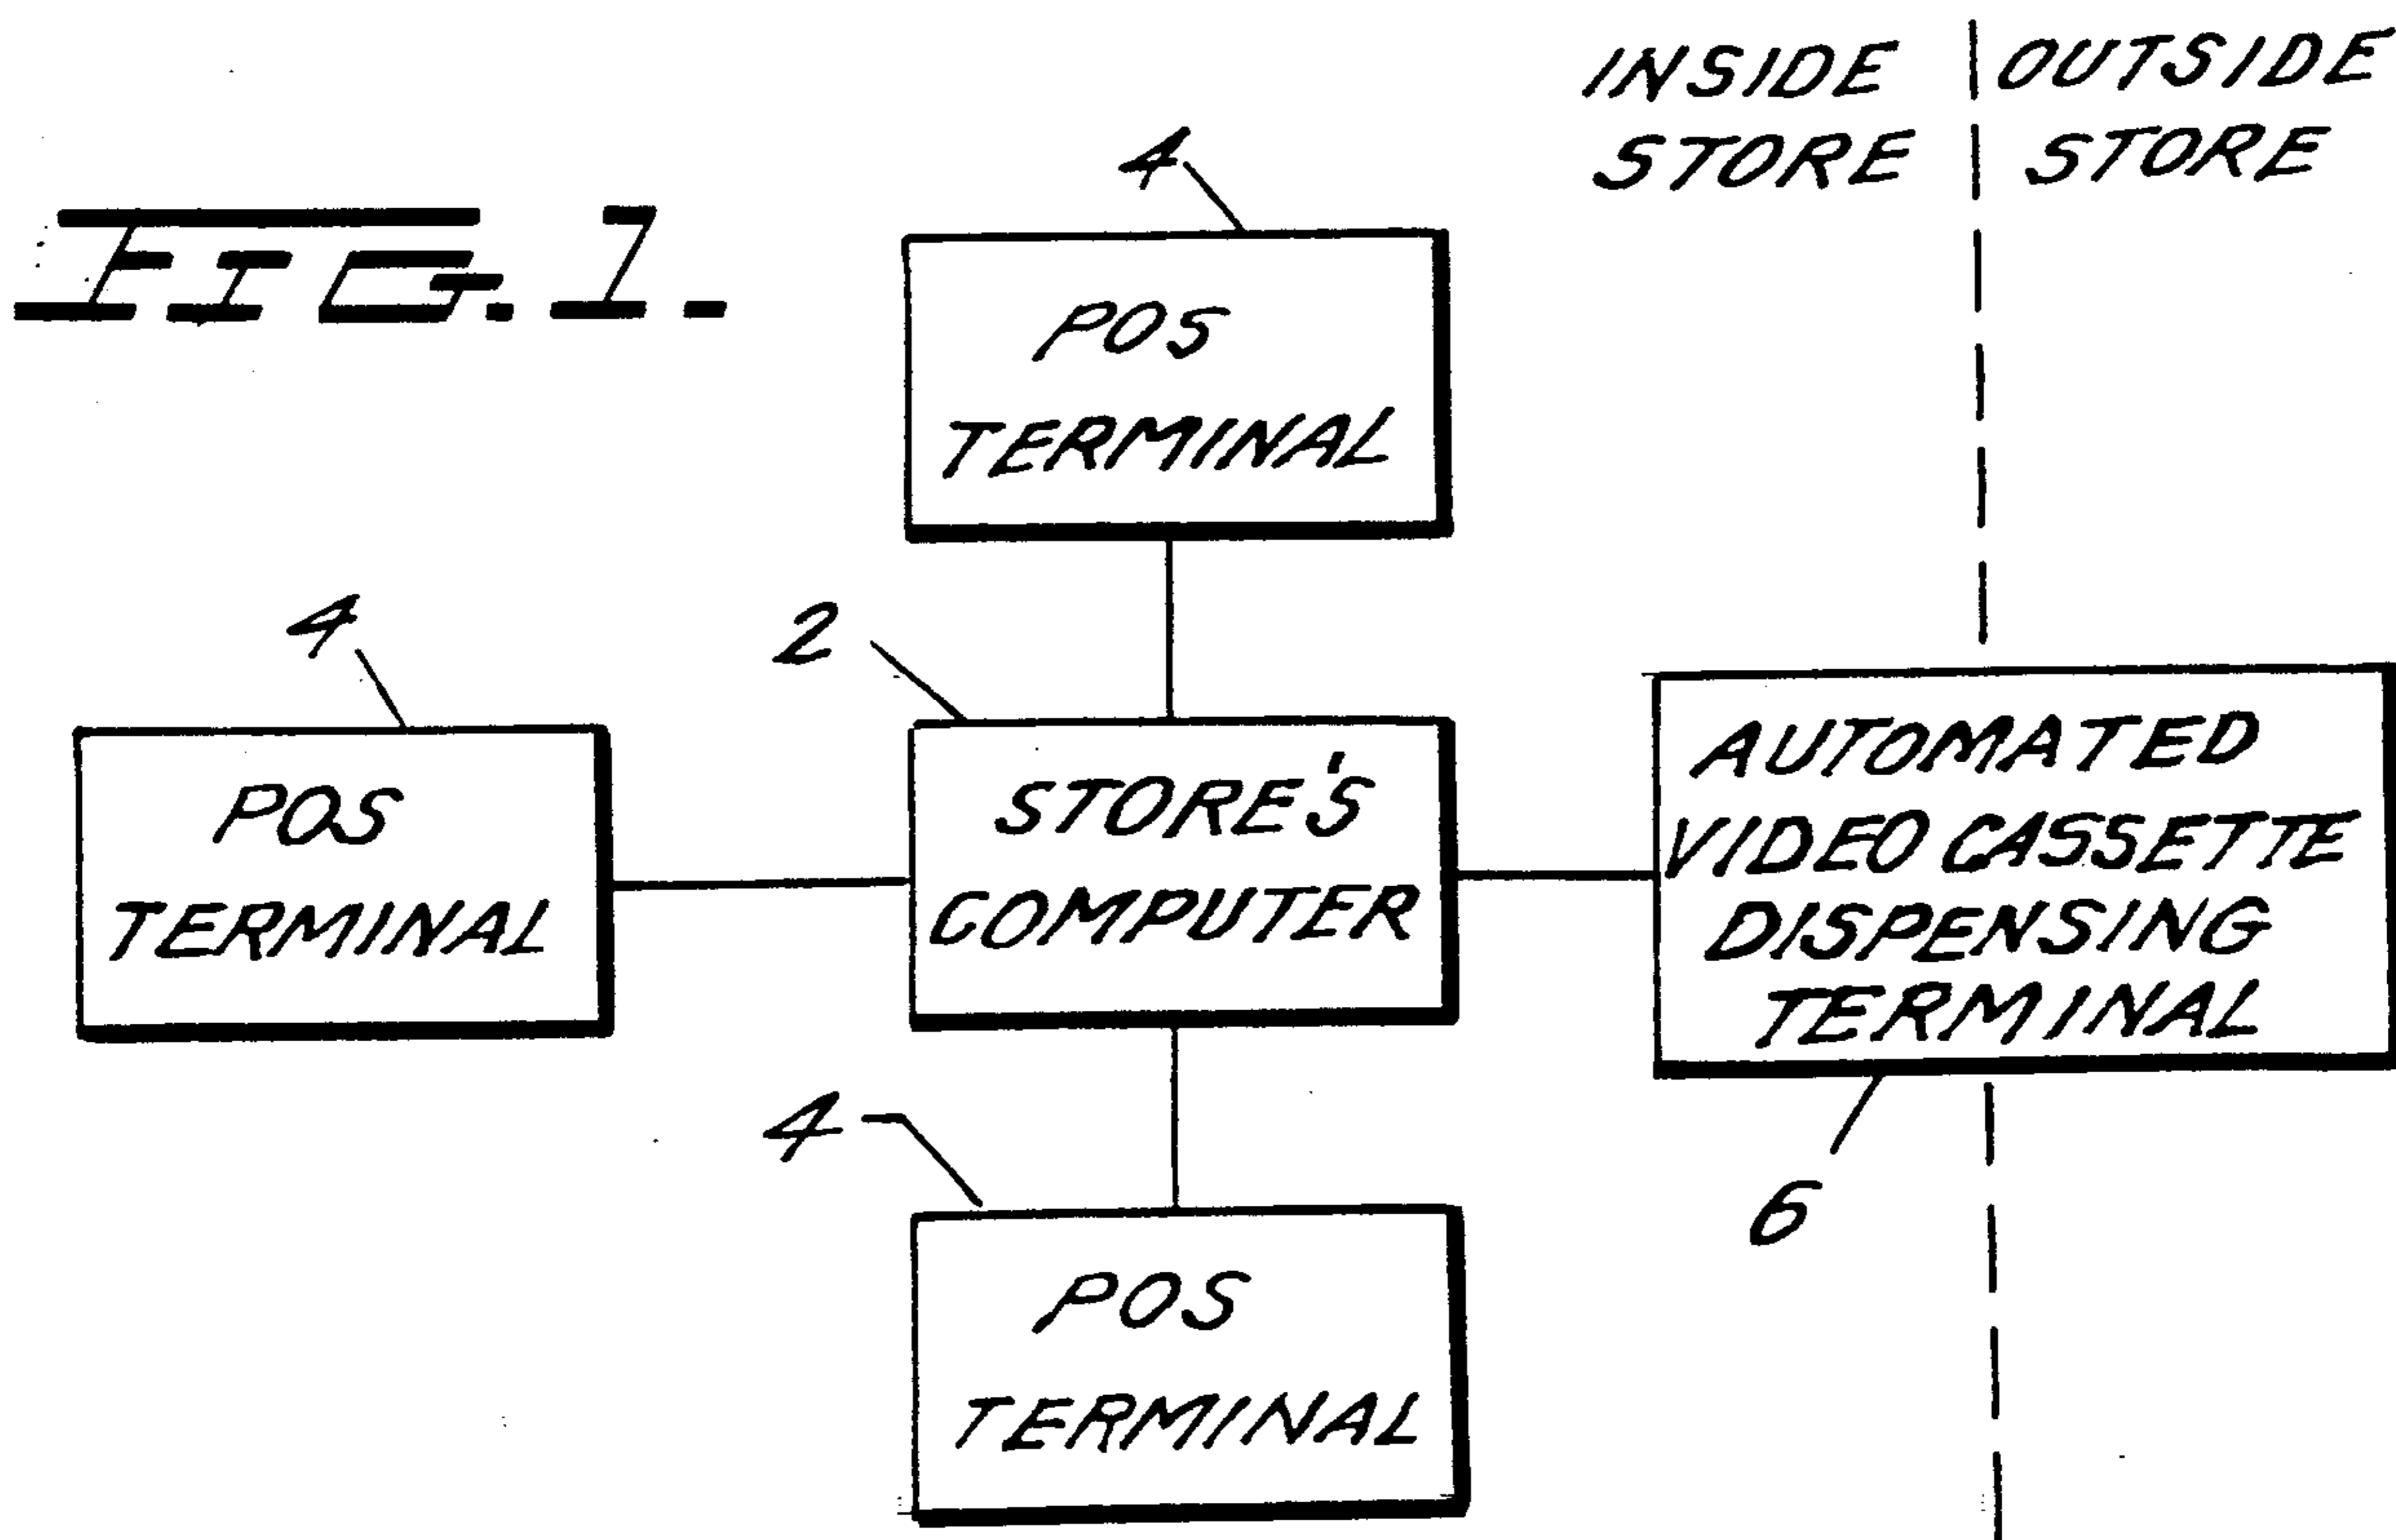 INSIDE
STORE
OUTSIDE
STORE
FIG. 1.
4
POS
TERMINAL
4
POS
TERMINAL
2
STORE'S
COMPUTER
AUTOMATED
VIDEO CASSETTE
DISPENSING
TERMINAL
6
4
POS
TERMINAL